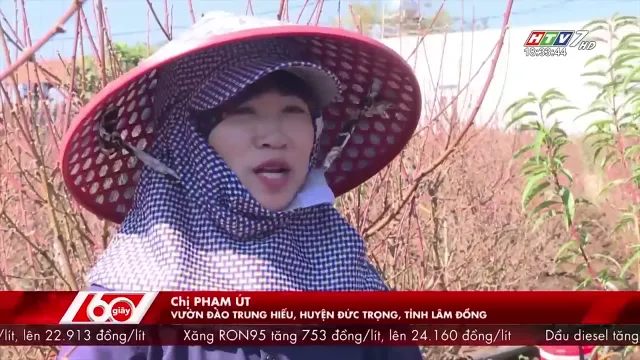 HTV7 HD
18:33:44
60 giây
Chị PHẠM ÚT
VƯỜN ĐÀO TRUNG HIẾU, HUYỆN ĐỨC TRỌNG, TỈNH LÂM ĐỒNG
/lít, lên 22.913 đồng/lít Xăng RON95 tăng 753 đồng/lít, lên 24.160 đồng/lít Dầu diesel tăng